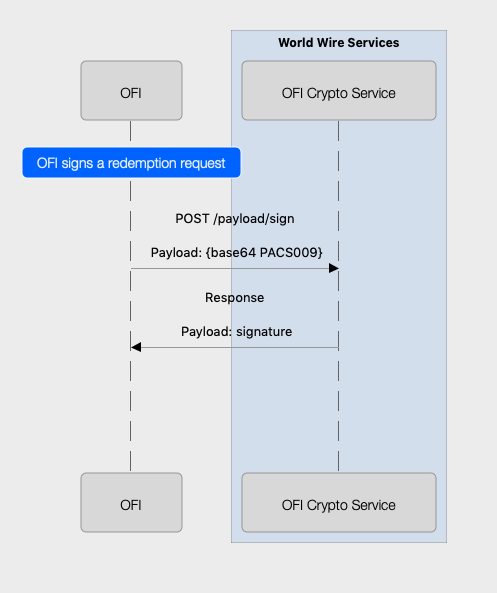 World Wire Services
OFI
OFI Crypto Service
OFI signs a redemption request
POST /payload/sign
Payload: {base64 PACS009}
Response
Payload: signature
OFI
OFI Crypto Service